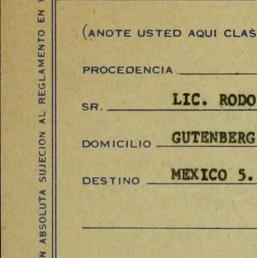 (ANOTE USTED AQUI CLAS
PROCEDENCIA
SR. LIC. RODO
DOMICILIO GUTENBERG
DESTINO MEXICO 5.
N ABSOLUTA SUJECION AL REGLAMENTO EN V